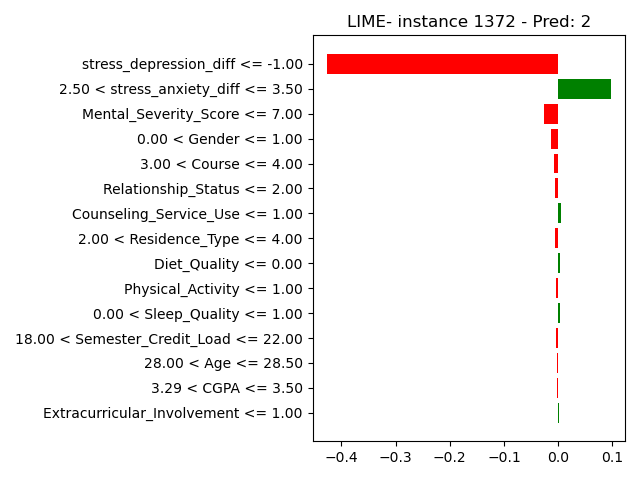 LIME- instance 1372 - Pred: 2
stress_depression_diff <= -1.00
2.50 < stress_anxiety_diff <= 3.50
Mental_Severity_Score <= 7.00
0.00 < Gender <= 1.00
3.00 < Course <= 4.00
Relationship_Status <= 2.00
Counseling_Service_Use <= 1.00
2.00 < Residence_Type <= 4.00
Diet_Quality <= 0.00
Physical_Activity <= 1.00
0.00 < Sleep_Quality <= 1.00
18.00 < Semester_Credit_Load <= 22.00
28.00 < Age <= 28.50
3.29 < CGPA <= 3.50
Extracurricular_Involvement <= 1.00
−0.4 −0.3 −0.2 −0.1 0.0 0.1